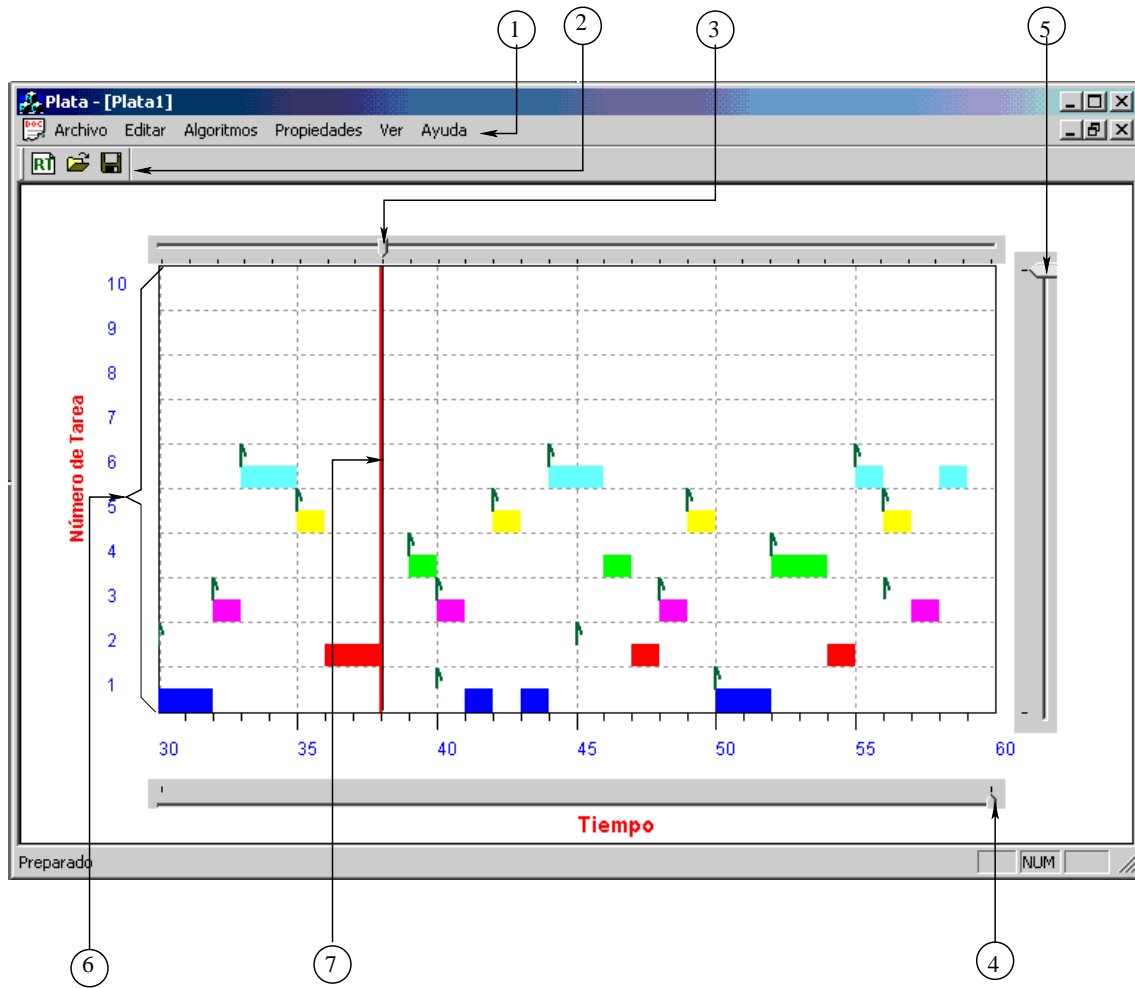 1 2 3 5
Plata - [Plata1]
DOC Archivo Editar Algoritmos Propiedades Ver Ayuda
RT
10
9
8
7
6
5
4
3
2
1
Número de Tarea
30 35 40 45 50 55 60
Tiempo
Preparado NUM
6 7 4